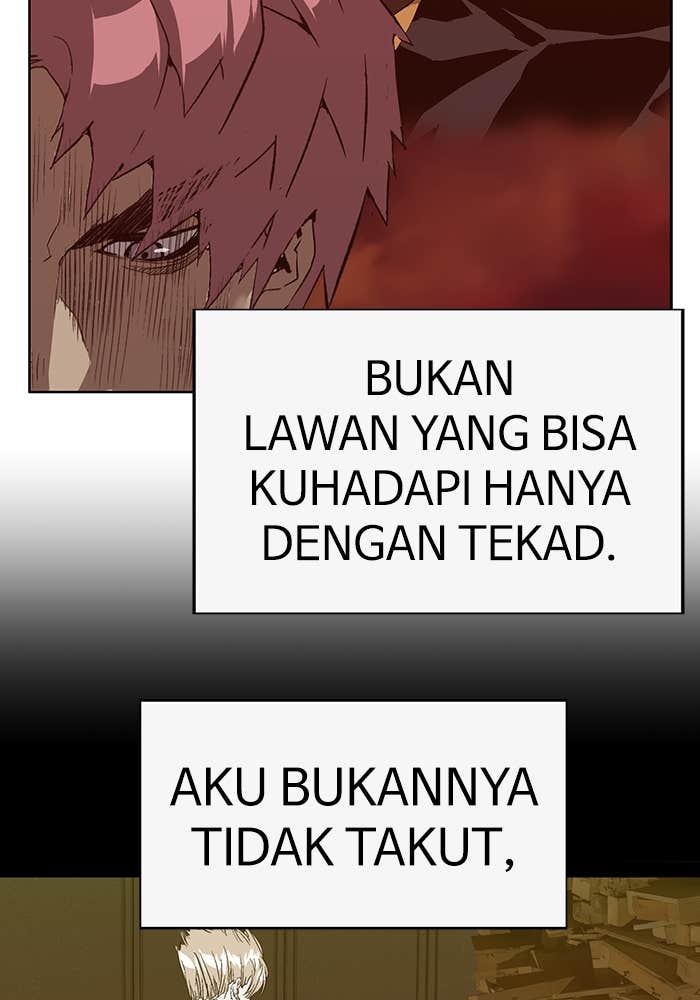 BUKAN
LAWAN YANG BISA
KUHADAPI HANYA
DENGAN TEKAD.
AKU BUKANNYA
TIDAK TAKUT,